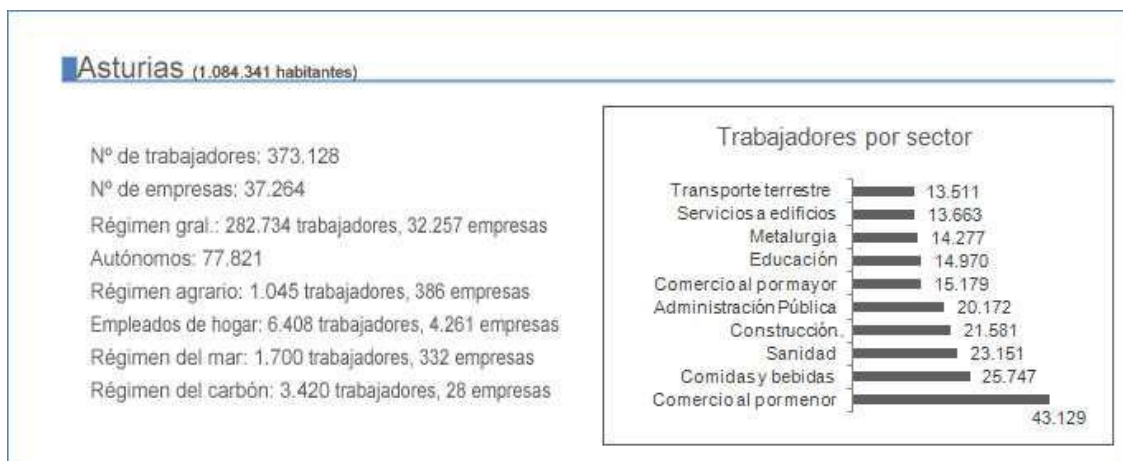 Asturias (1.084.341 habitantes)
Nº de trabajadores: 373.128
Nº de empresas: 37.264
Régimen gral.: 282.734 trabajadores, 32.257 empresas
Autónomos: 77.821
Régimen agrario: 1.045 trabajadores, 386 empresas
Empleados de hogar: 6.408 trabajadores, 4.261 empresas
Régimen del mar: 1.700 trabajadores, 332 empresas
Régimen del carbón: 3.420 trabajadores, 28 empresas
Trabajadores por sector
Transporte terrestre 13.511
Servicios a edificios 13.663
Metalurgia 14.277
Educación 14.970
Comercio al por mayor 15.179
Administración Pública 20.172
Construcción. 21.581
Sanidad 23.151
Comidas y bebidas 25.747
Comercio al por menor 43.129